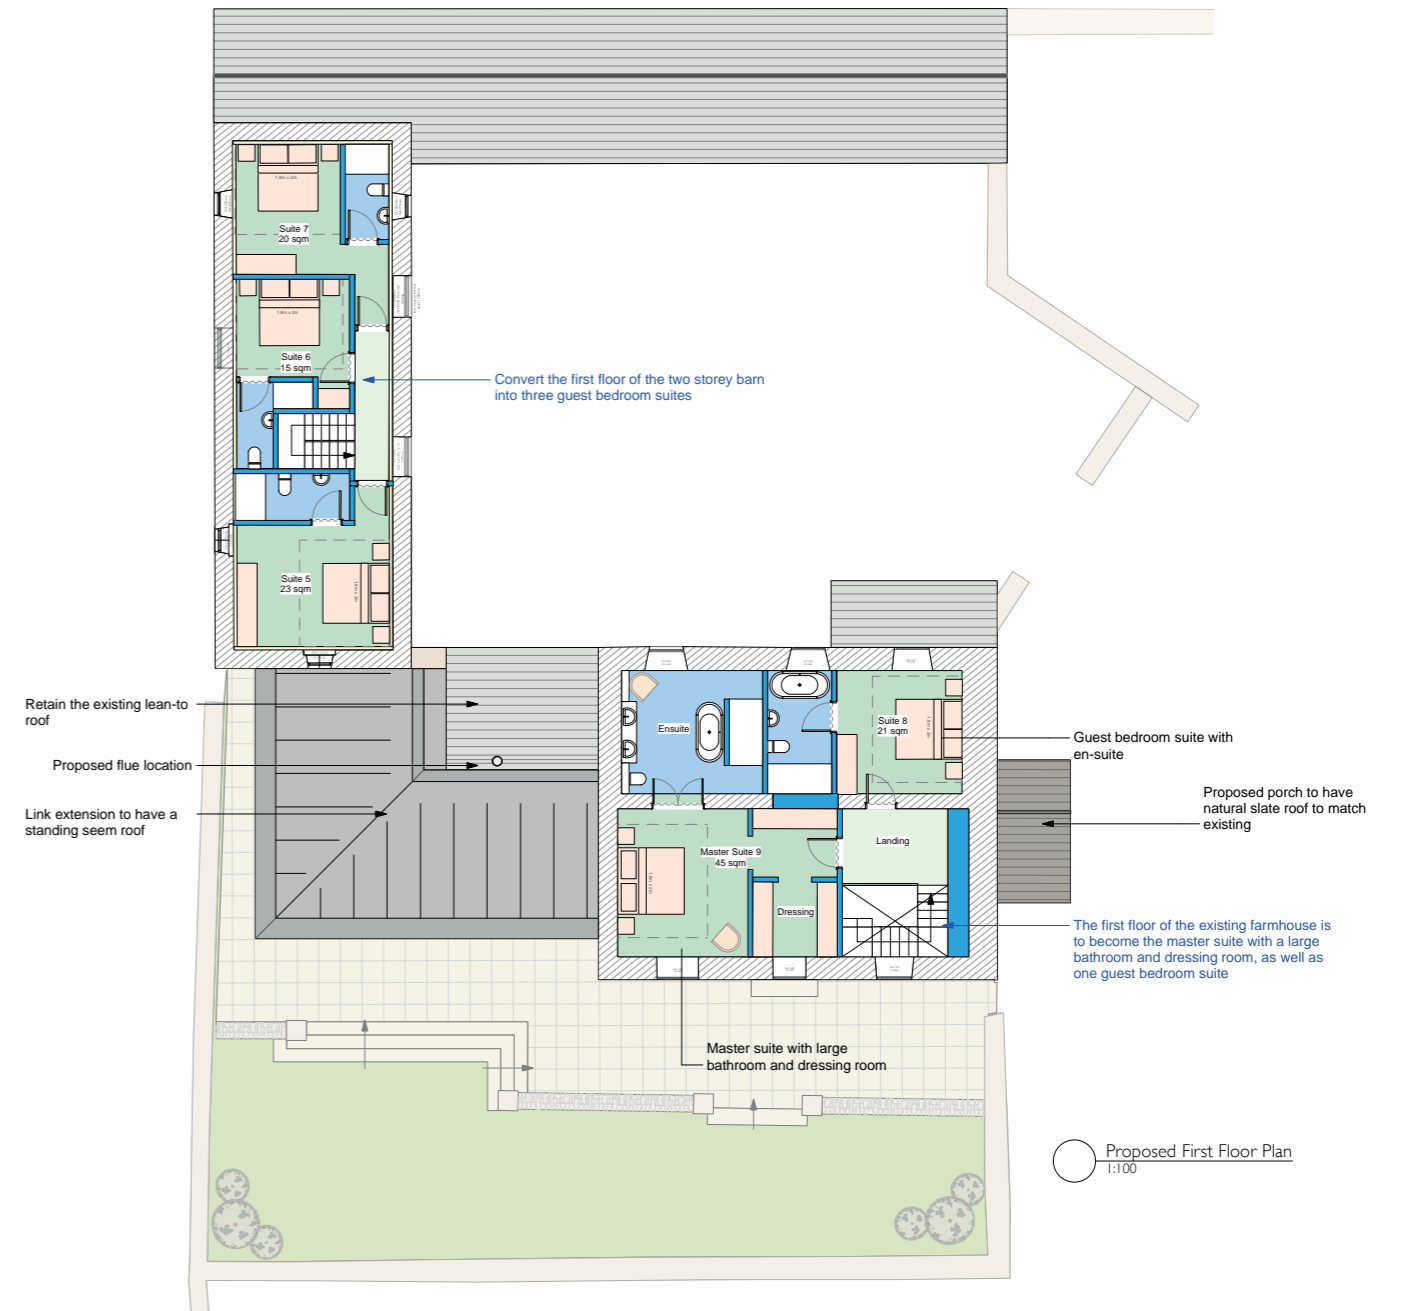 Suite 7
20 sqm
Suite 6
15 sqm
Convert the first floor of the two storey barn
into three guest bedroom suites
Suite 5
23 sqm
Retain the existing lean-to
roof
Proposed flue location
Link extension to have a
standing seem roof
Ensuite
Suite 8
21 sqm
Guest bedroom suite with
en-suite
Proposed porch to have
natural slate roof to match
existing
Master Suite 9
45 sqm
Landing
Dressing
The first floor of the existing farmhouse is
to become the master suite with a large
bathroom and dressing room, as well as
one guest bedroom suite
Master suite with large
bathroom and dressing room
Proposed First Floor Plan
1:100